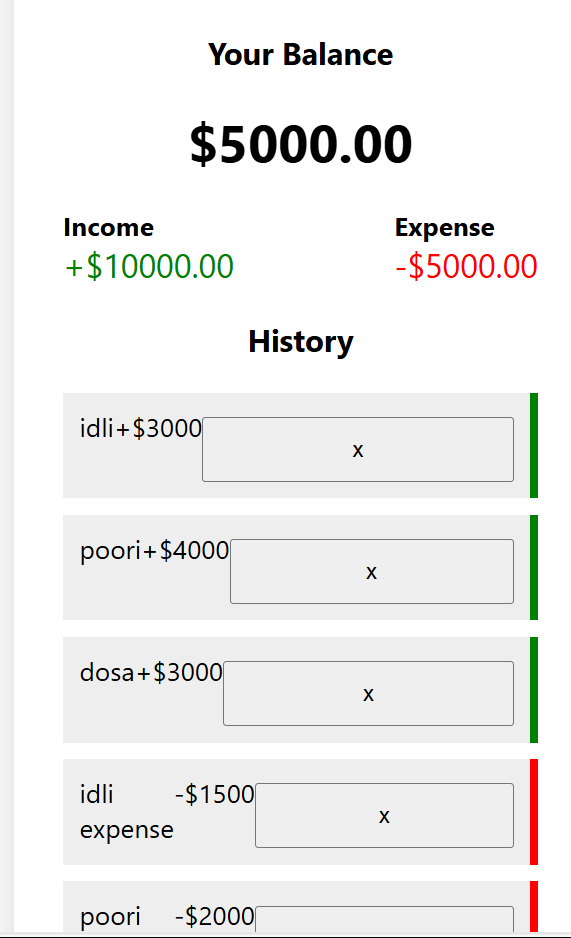 Your Balance
$5000.00
Income Expense
+$10000.00 -$5000.00
History
idli+$3000 x
poori+$4000 x
dosa+$3000 x
idli -$1500 x
expense
poori -$2000